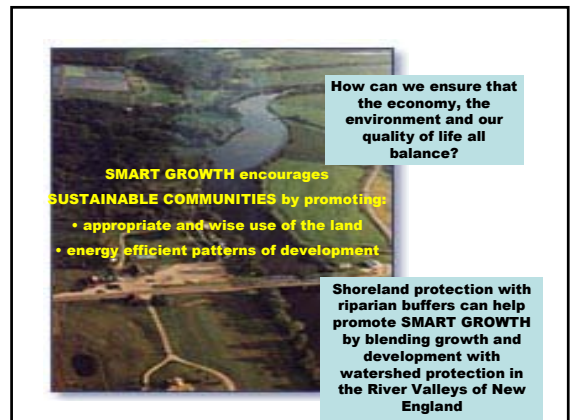 How can we ensure that
the economy, the
environment and our
quality of life all
balance?
SMART GROWTH encourages
SUSTAINABLE COMMUNITIES by promoting:
• appropriate and wise use of the land
• energy efficient patterns of development
Shoreland protection with
riparian buffers can help
promote SMART GROWTH
by blending growth and
development with
watershed protection in
the River Valleys of New
England